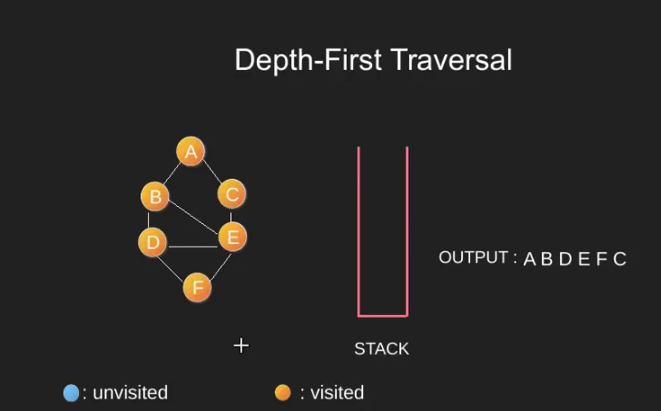 Depth-First Traversal
A
B
C
D
E
F
OUTPUT : A B D E F C
STACK
: unvisited
: visited